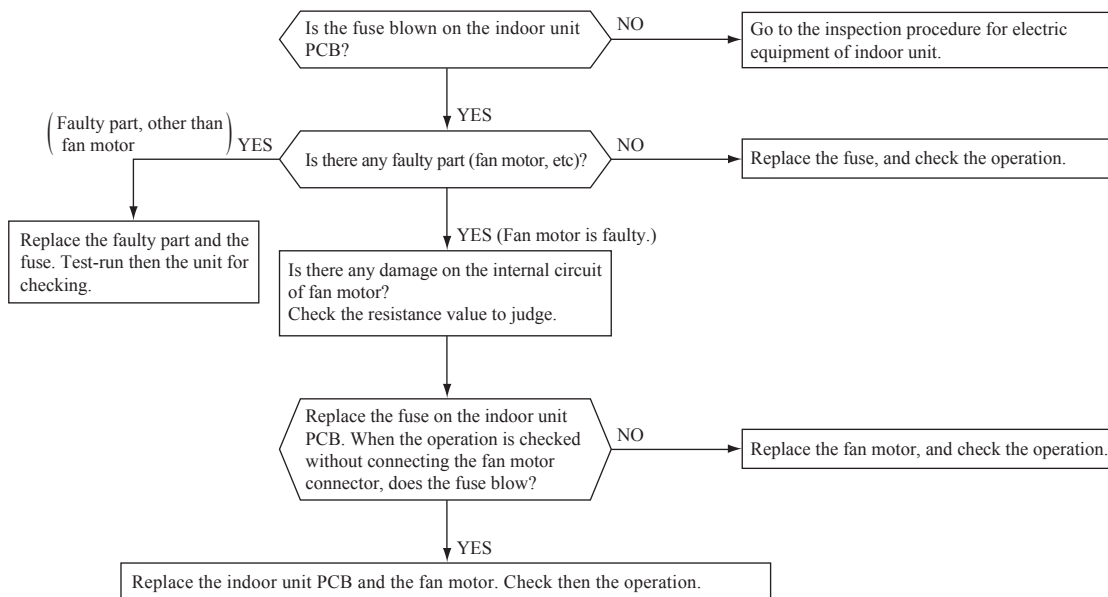 Is the fuse blown on the indoor unit
PCB?
NO
Go to the inspection procedure for electric
equipment of indoor unit.
YES
(Faulty part, other than
fan motor)
YES
Is there any faulty part (fan motor, etc)?
NO
Replace the fuse, and check the operation.
YES (Fan motor is faulty.)
Replace the faulty part and the
fuse. Test-run then the unit for
checking.
Is there any damage on the internal circuit
of fan motor?
Check the resistance value to judge.
Replace the fuse on the indoor unit
PCB. When the operation is checked
without connecting the fan motor
connector, does the fuse blow?
NO
Replace the fan motor, and check the operation.
YES
Replace the indoor unit PCB and the fan motor. Check then the operation.